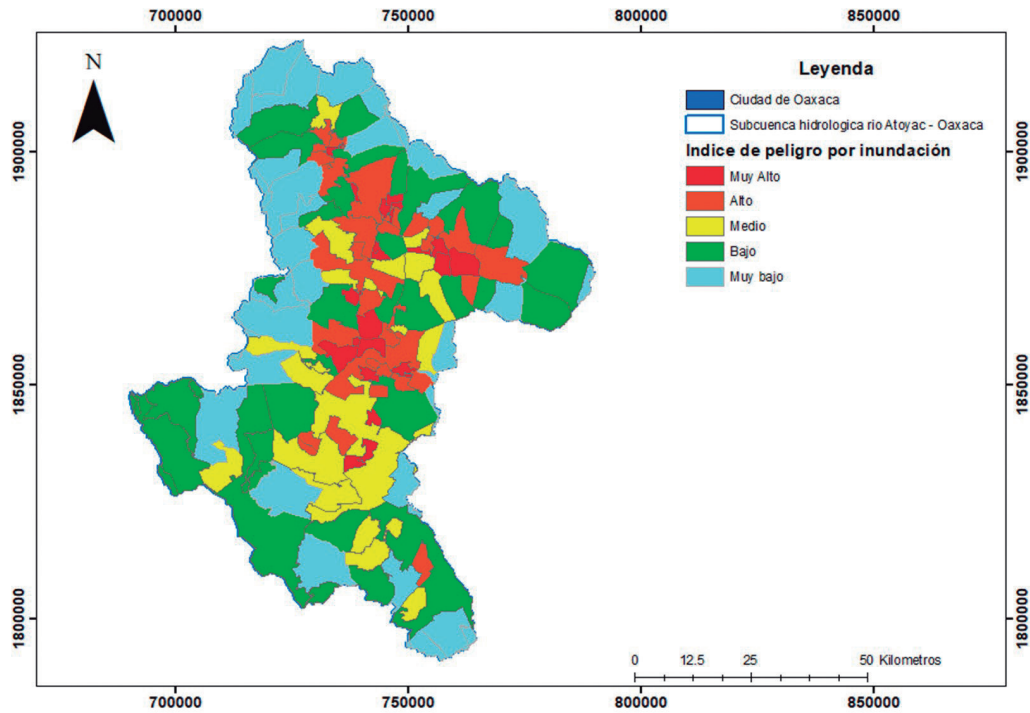 700000 750000 800000 850000
N
Leyenda
Ciudad de Oaxaca
Subcuenca hidrologica rio Atoyac - Oaxaca
Indice de peligro por inundación
Muy Alto
Alto
Medio
Bajo
Muy bajo
1900000 1900000
1850000 1850000
1800000 1800000
0 12.5 25 50 Kilometros
700000 750000 800000 850000